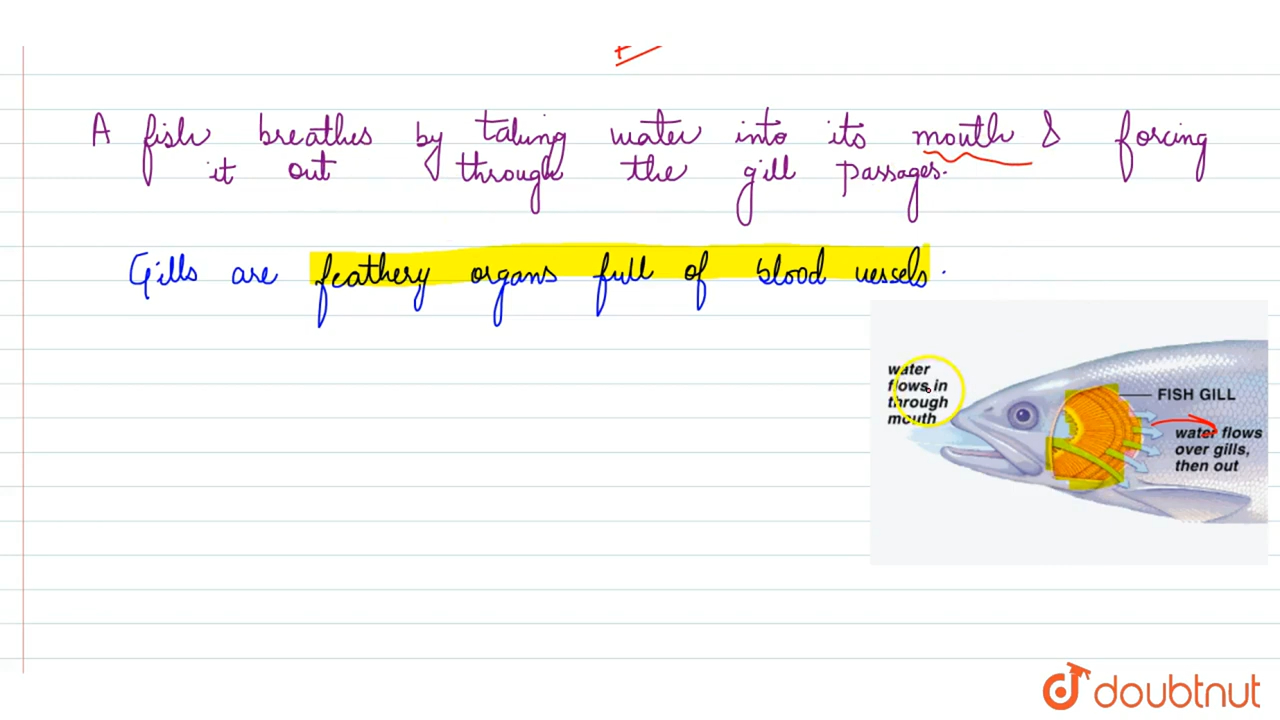 A fish breathes by taking water into its mouth & forcing
it out through the gill passages.
Gills are feathery organs full of blood vessels.
water
flows in
through
mouth
FISH GILL
water flows
over gills,
then out
doubtnut